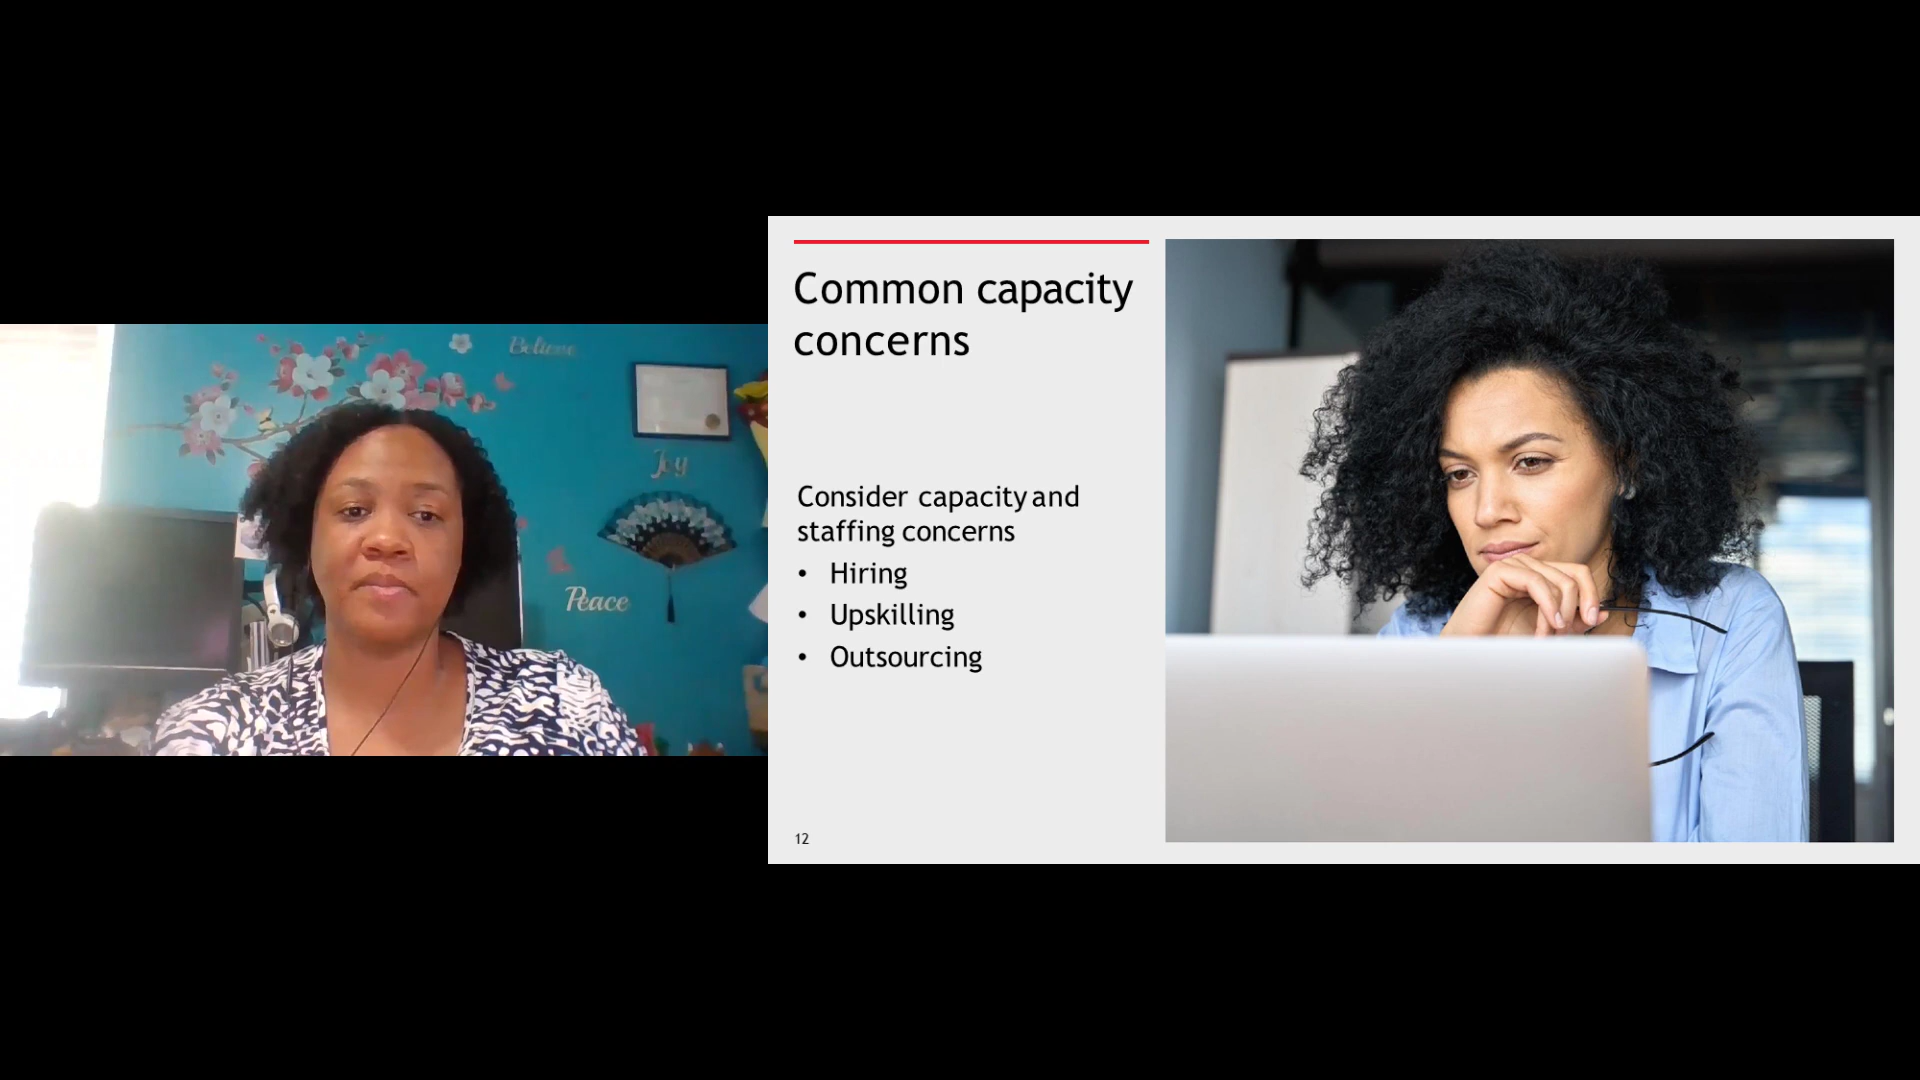 Believe
Joy
Peace
Common capacity
concerns
Consider capacity and
staffing concerns
• Hiring
• Upskilling
• Outsourcing
12